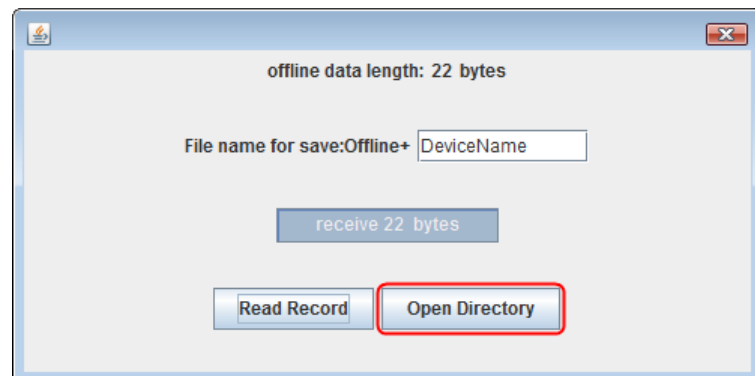 offline data length: 22 bytes
File name for save:Offline+ DeviceName
receive 22 bytes
Read Record Open Directory